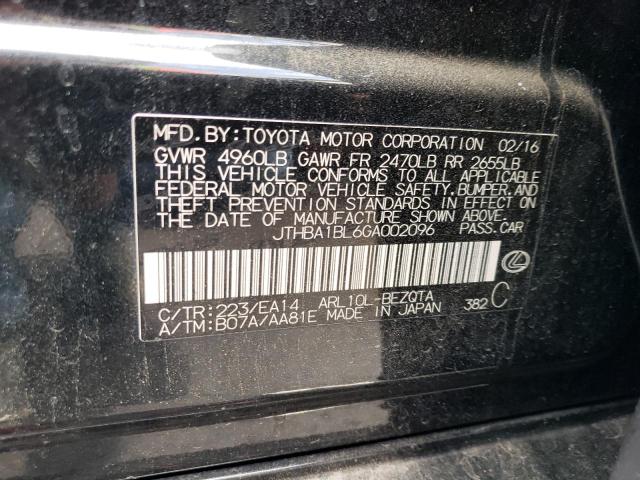 MFD. BY: TOYOTA MOTOR CORPORATION 02/16
GVWR 4960LB GAWR FR 2470LB RR 2655LB
THIS VEHICLE CONFORMS TO ALL APPLICABLE
FEDERAL MOTOR VEHICLE SAFETY, BUMPER, AND
THEFT PREVENTION STANDARDS IN EFFECT ON
THE DATE OF MANUFACTURE SHOWN ABOVE.
JTHBA1BL6GA002096 PASS. CAR
C/TR: 223/EA14 ARL10L-BEZQTA
A/TM: B07A/AA81E MADE IN JAPAN 382 C